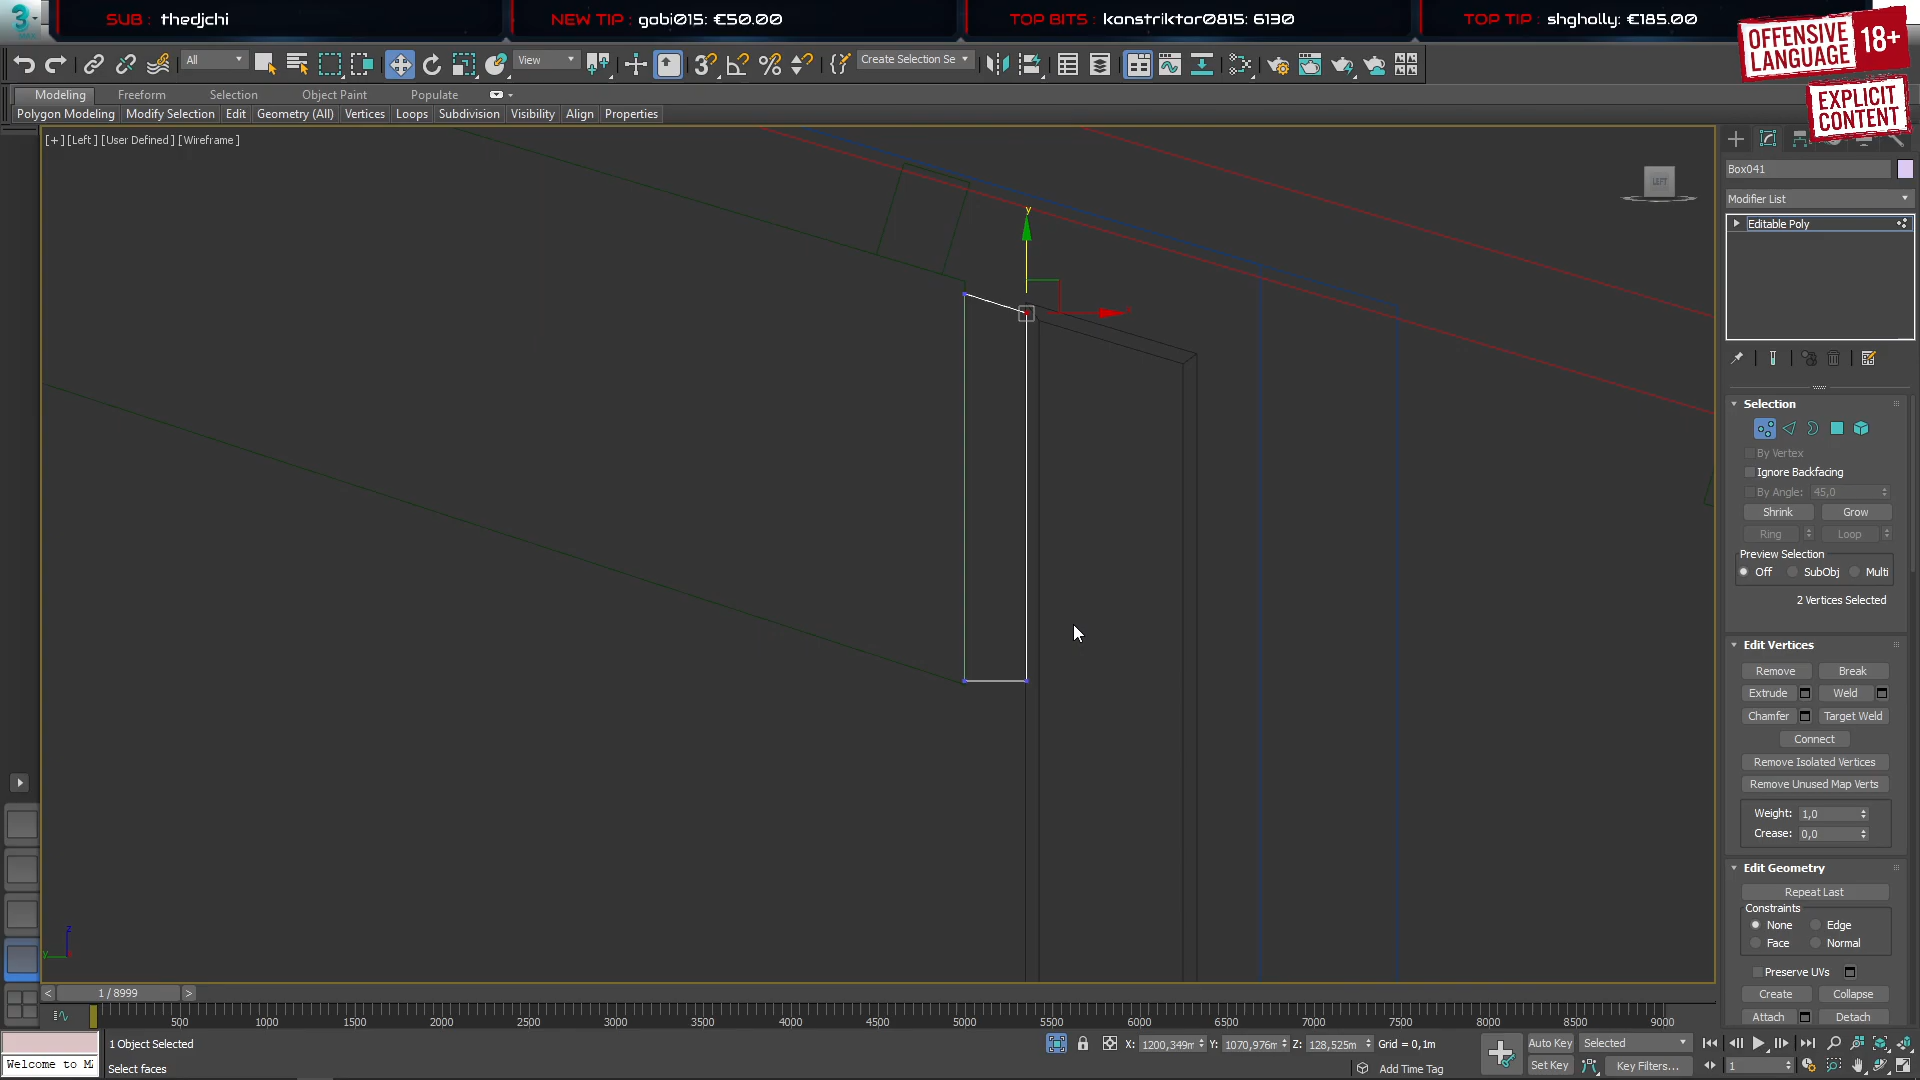 SUB : thedjchi
NEW TIP : gabi015: €50.00
TOP BITS : konstriktor0815: 6130
TOP TIP : shgholly: €185.00
OFFENSIVE LANGUAGE 18+
EXPLICIT CONTENT
3
MAX
All
View
Create Selection Se
Modeling
Freeform
Selection
Object Paint
Populate
Polygon Modeling
Modify Selection
Edit
Geometry (All)
Vertices
Loops
Subdivision
Visibility
Align
Properties
[+] [Left] [User Defined] [Wireframe]
LEFT
y
x
z
y
Box041
Modifier List
Editable Poly
Selection
By Vertex
Ignore Backfacing
By Angle: 45,0
Shrink
Grow
Ring
Loop
Preview Selection
Off
SubObj
Multi
2 Vertices Selected
Edit Vertices
Remove
Break
Extrude
Weld
Chamfer
Target Weld
Connect
Remove Isolated Vertices
Remove Unused Map Verts
Weight: 1,0
Crease: 0,0
Edit Geometry
Repeat Last
Constraints
None
Edge
Face
Normal
Preserve UVs
Create
Collapse
Attach
Detach
< 1 / 8999 >
500 1000 1500 2000 2500 3000 3500 4000 4500 5000 5500 6000 6500 7000 7500 8000 8500 9000
1 Object Selected
X: 1200,349m Y: 1070,976m Z: 128,525m Grid = 0,1m
Auto Key
Selected
Welcome to M
Select faces
Add Time Tag
Set Key
Key Filters...
1